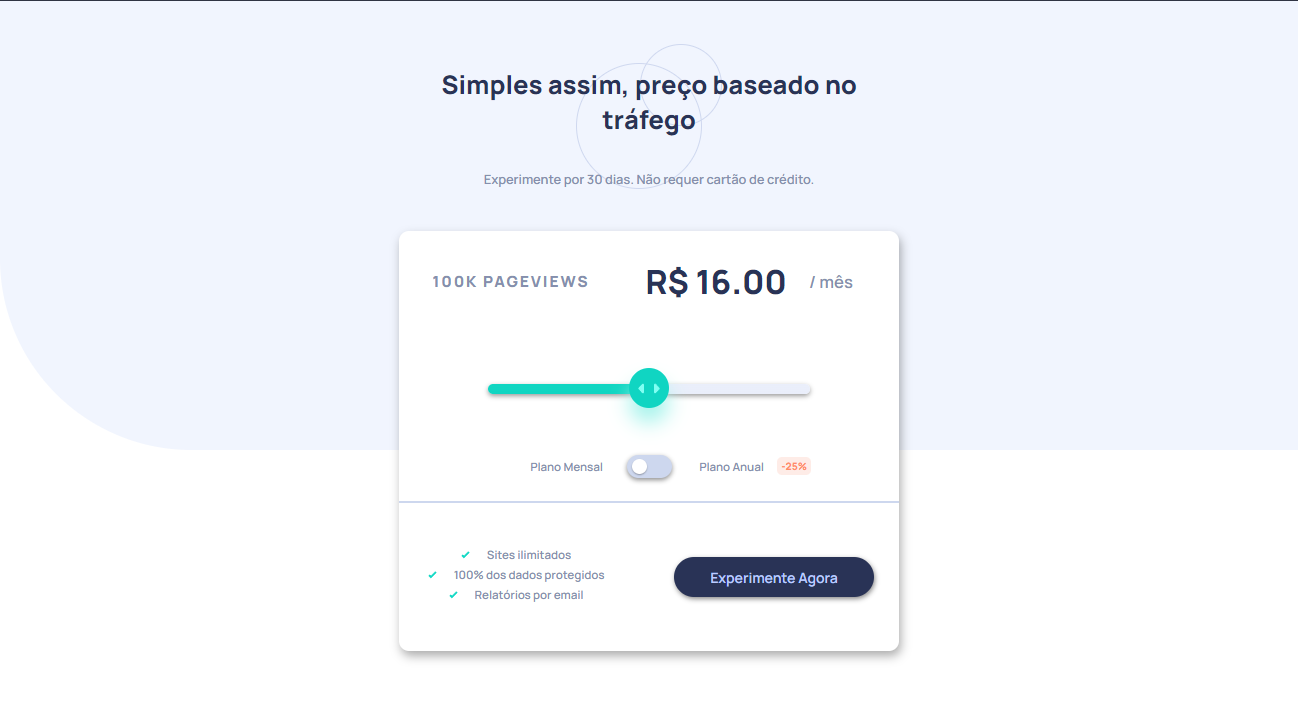 Simples assim, preço baseado no
tráfego
Experimente por 30 dias. Não requer cartão de crédito.
100K PAGEVIEWS
R$ 16.00
/ mês
Plano Mensal
Plano Anual
-25%
Sites ilimitados
100% dos dados protegidos
Relatórios por email
Experimente Agora